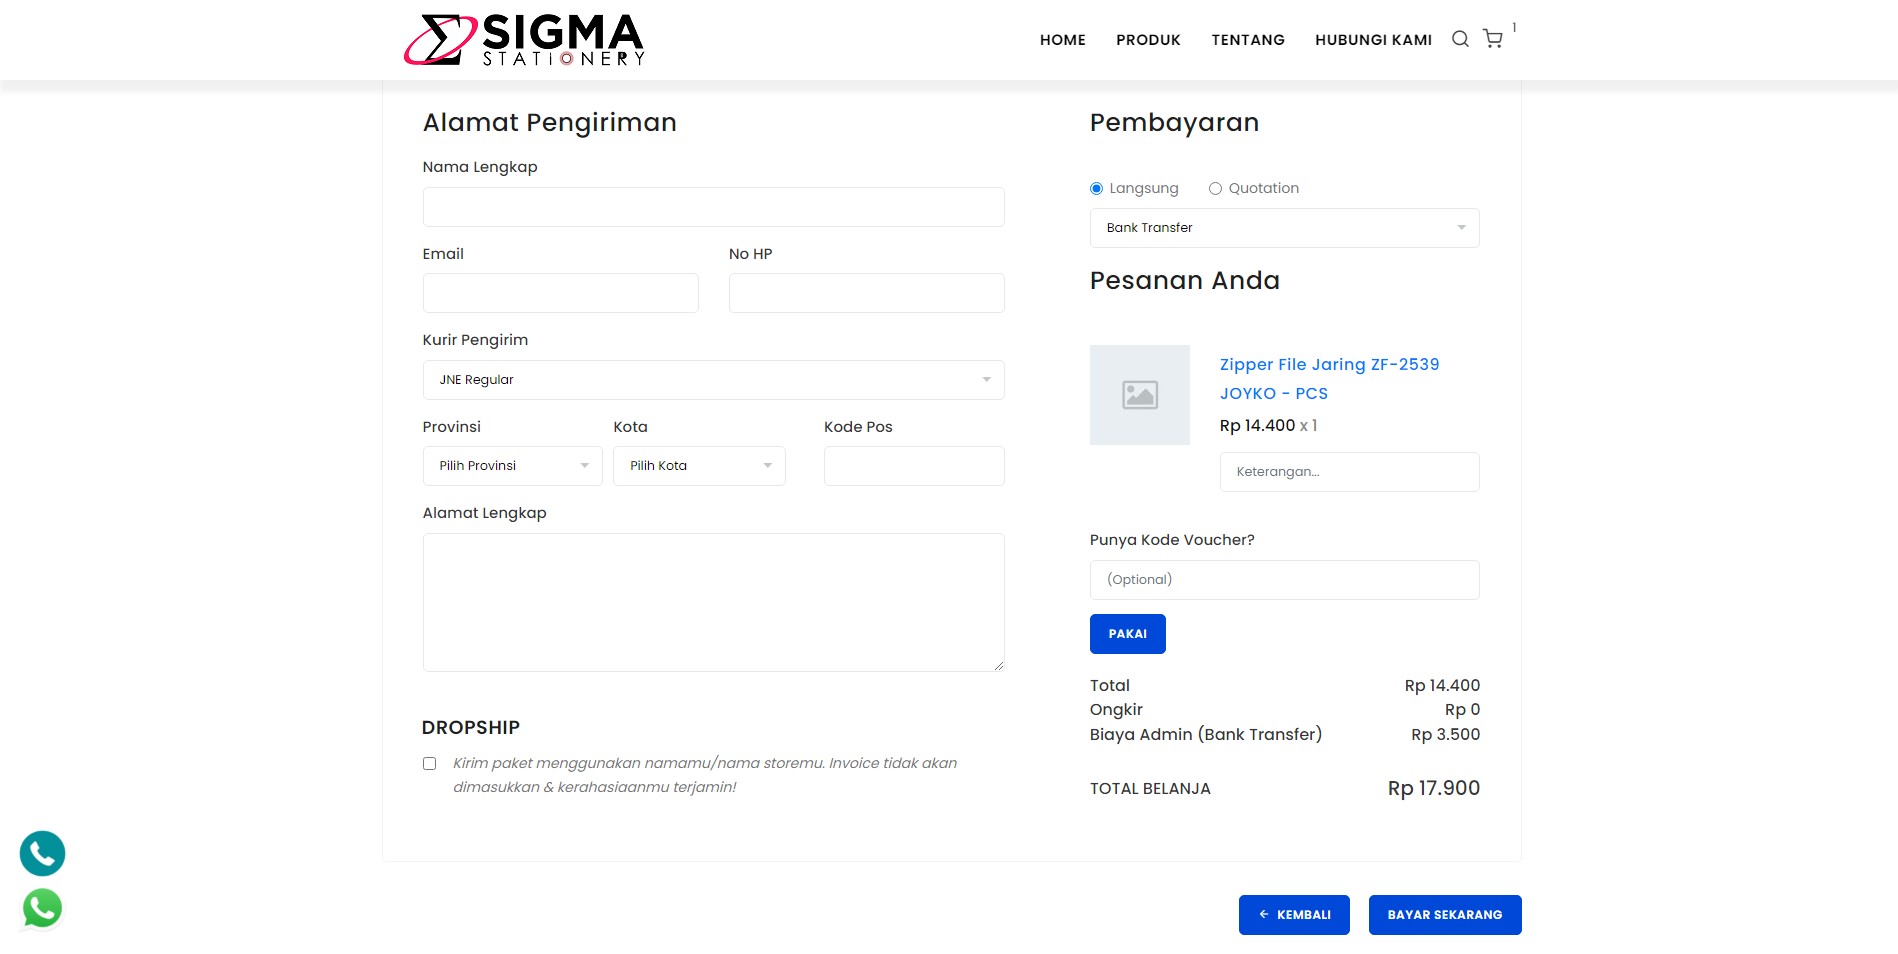 SIGMA
STATIONERY
HOME
PRODUK
TENTANG
HUBUNGI KAMI
1
Alamat Pengiriman
Nama Lengkap
Email
No HP
Kurir Pengirim
JNE Regular
Provinsi
Kota
Kode Pos
Pilih Provinsi
Pilih Kota
Alamat Lengkap
DROPSHIP
Kirim paket menggunakan namamu/nama storemu. Invoice tidak akan
dimasukkan & kerahasiaanmu terjamin!
Pembayaran
Langsung
Quotation
Bank Transfer
Pesanan Anda
Zipper File Jaring ZF-2539
JOYKO - PCS
Rp 14.400 x 1
Keterangan...
Punya Kode Voucher?
(Optional)
PAKAI
Total Rp 14.400
Ongkir Rp 0
Biaya Admin (Bank Transfer) Rp 3.500
TOTAL BELANJA Rp 17.900
KEMBALI
BAYAR SEKARANG